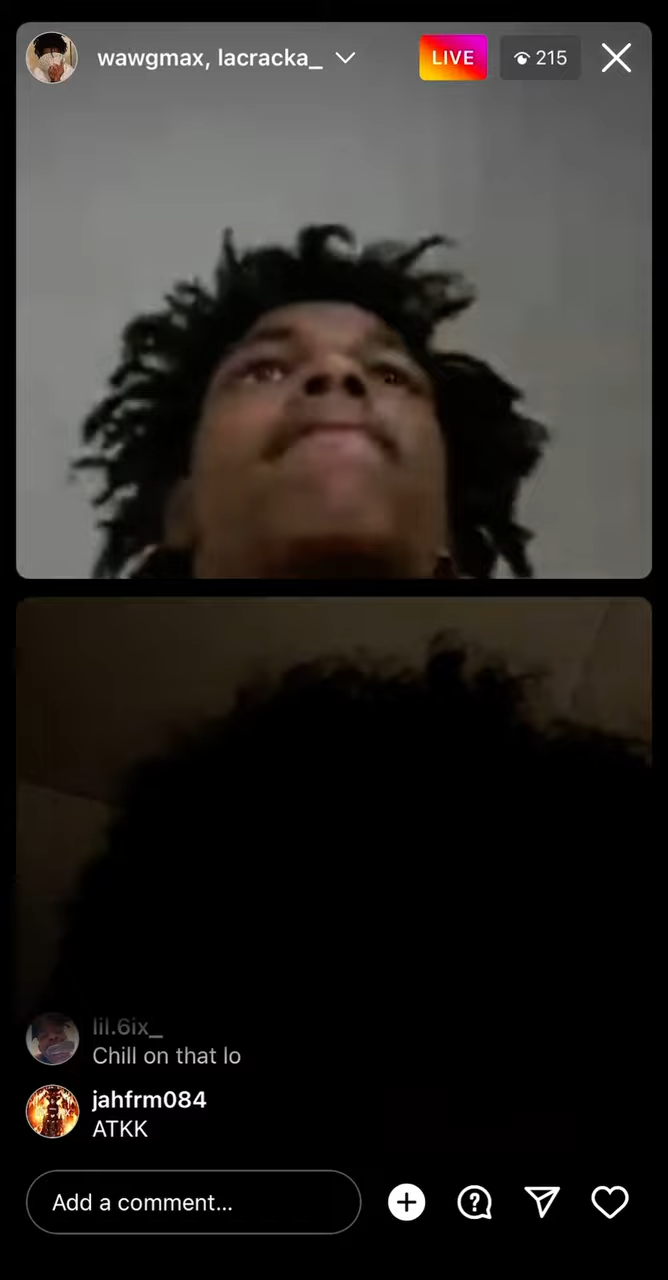 wawgmax, lacracka_
LIVE
215
lil.6ix_
Chill on that lo
jahfrm084
ATKK
Add a comment...